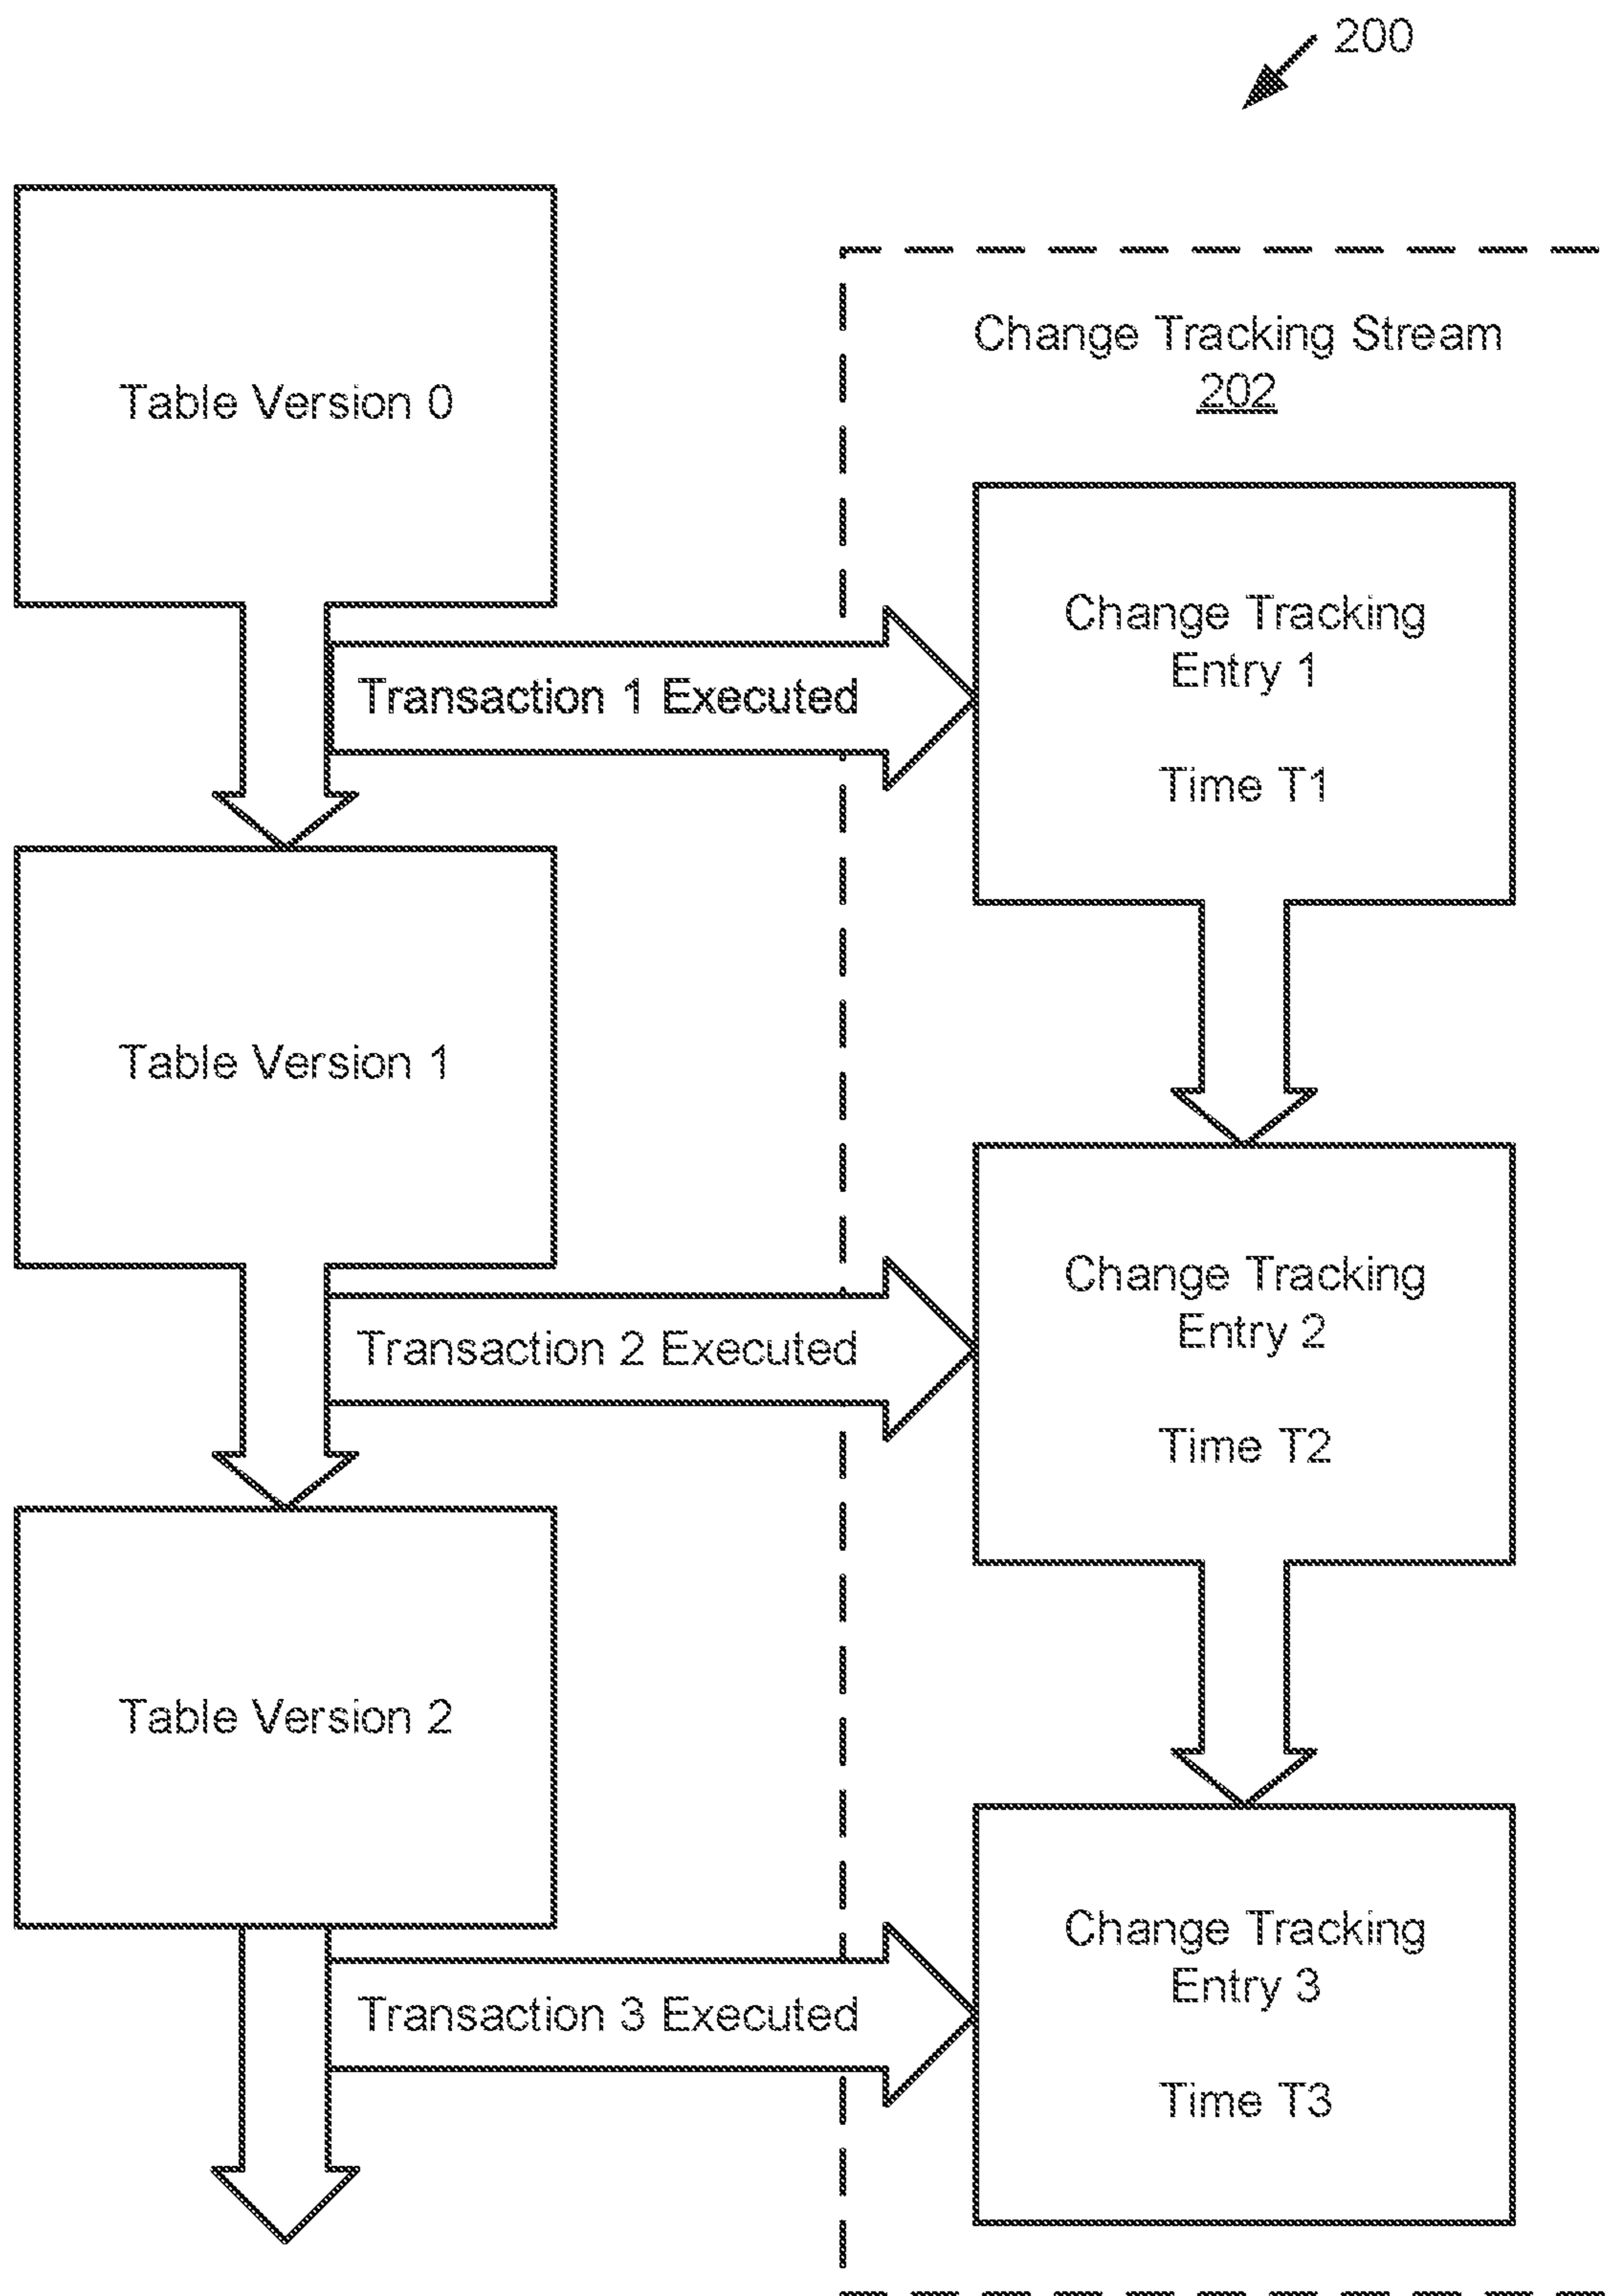 200
Table Version 0
Change Tracking Stream
202
Change Tracking
Entry 1
Transaction 1 Executed
Time T1
Table Version 1
Change Tracking
Entry 2
Transaction 2 Executed
Time T2
Table Version 2
Change Tracking
Entry 3
Transaction 3 Executed
Time T3